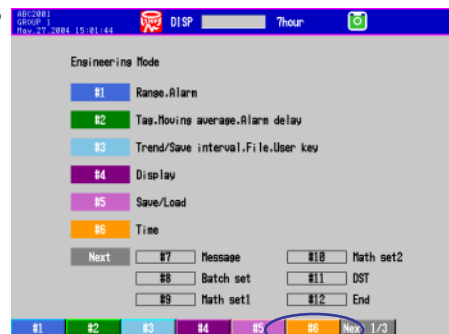 ABC2001
GROUP 1
May.27.2004 15:01:44
DISP
7hour
Engineering Mode
#1 Range.Alarm
#2 Tag.Moving average.Alarm delay
#3 Trend/Save interval.File.User key
#4 Display
#5 Save/Load
#6 Time
Next #7 Message #10 Math set2
#8 Batch set #11 DST
#9 Math set1 #12 End
#1 #2 #3 #4 #5 #6 Next 1/3